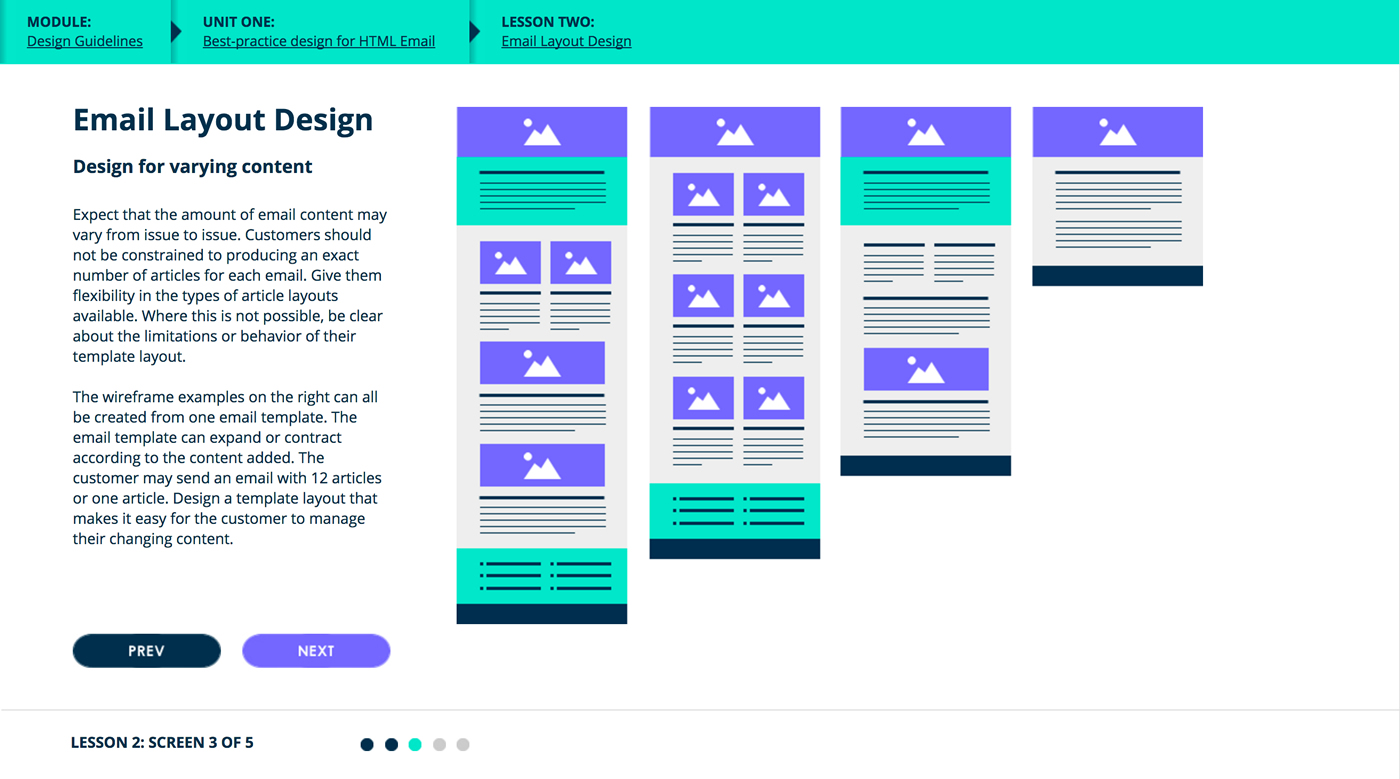 MODULE:
Design Guidelines
UNIT ONE:
Best-practice design for HTML Email
LESSON TWO:
Email Layout Design
Email Layout Design
Design for varying content
Expect that the amount of email content may
vary from issue to issue. Customers should
not be constrained to producing an exact
number of articles for each email. Give them
flexibility in the types of article layouts
available. Where this is not possible, be clear
about the limitations or behavior of their
template layout.
The wireframe examples on the right can all
be created from one email template. The
email template can expand or contract
according to the content added. The
customer may send an email with 12 articles
or one article. Design a template layout that
makes it easy for the customer to manage
their changing content.
PREV
NEXT
LESSON 2: SCREEN 3 OF 5